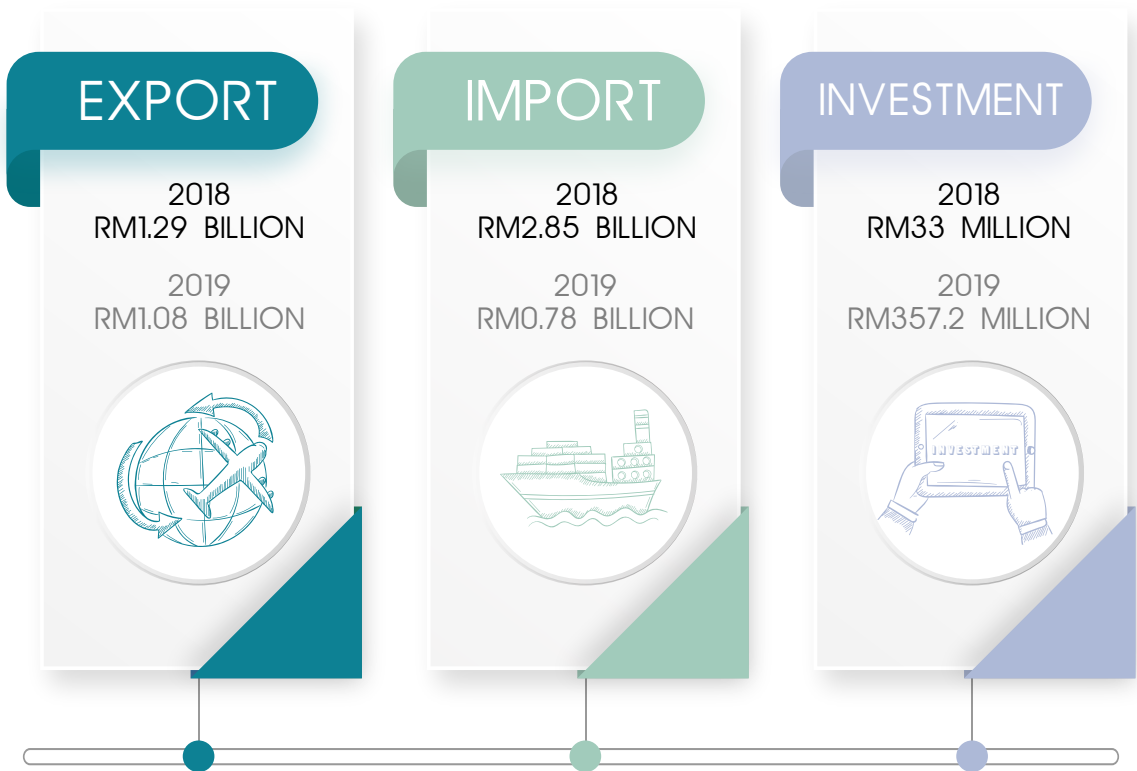 EXPORT
2018
RM1.29 BILLION
2019
RM1.08 BILLION
IMPORT
2018
RM2.85 BILLION
2019
RM0.78 BILLION
INVESTMENT
2018
RM33 MILLION
2019
RM357.2 MILLION
INVESTMENT